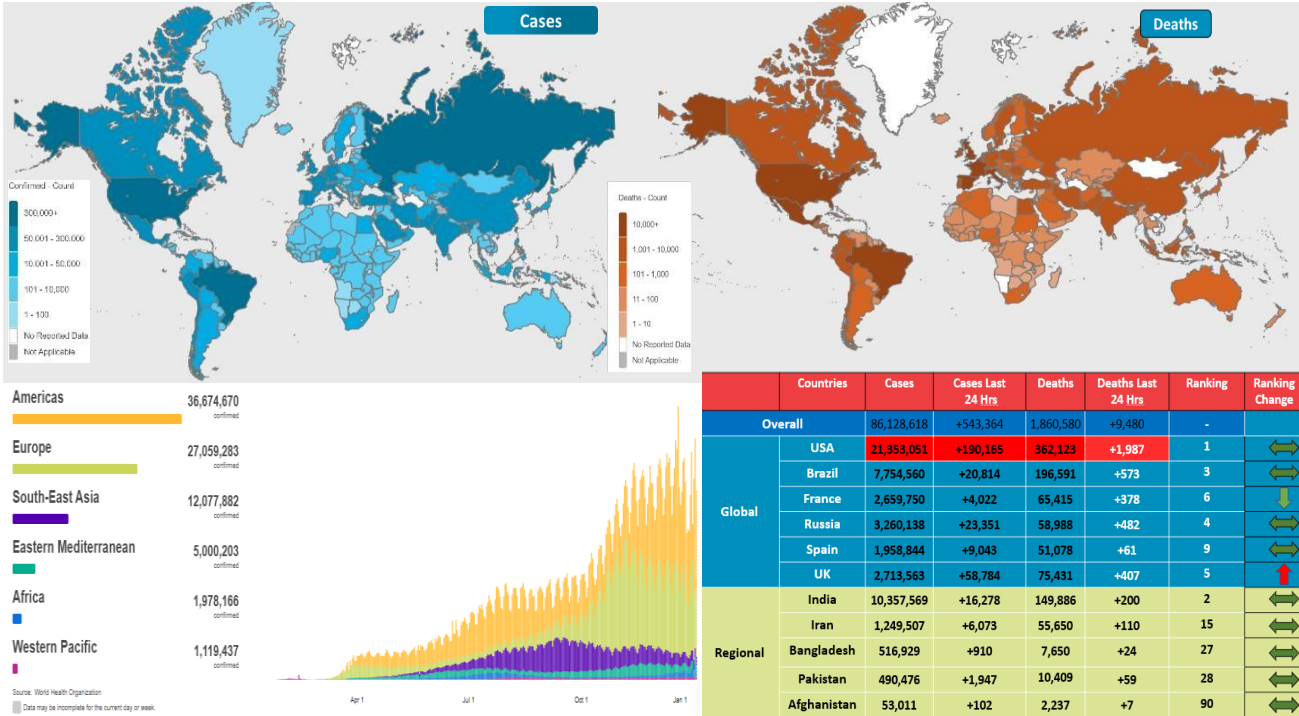 Cases
Confirmed - Count
300,000+
50.001 - 300,000
10.001 - 50,000
101 - 10,000
1 - 100
No Reported Data
Not Applicable
Deaths
Deaths - Count
10,000+
1.001 - 10,000
101 - 1,000
11 - 100
1 - 10
No Reported Data
Not Applicable
Americas 36,674,670
confirmed
Europe 27,059,283
confirmed
South-East Asia 12,077,882
confirmed
Eastern Mediterranean 5,000,203
confirmed
Africa 1,978,166
confirmed
Western Pacific 1,119,437
confirmed
Source: World Health Organization
Data may be incomplete for the current day or week.
Apr 1 Jul 1 Oct 1 Jan 1
Countries Cases Cases Last 24 Hrs Deaths Deaths Last 24 Hrs Ranking Ranking Change
Overall 86,128,618 +543,364 1,860,580 +9,480 -
Global
USA 21,353,051 +190,165 362,123 +1,987 1
Brazil 7,754,560 +20,814 196,591 +573 3
France 2,659,750 +4,022 65,415 +378 6
Russia 3,260,138 +23,351 58,988 +482 4
Spain 1,958,844 +9,043 51,078 +61 9
UK 2,713,563 +58,784 75,431 +407 5
Regional
India 10,357,569 +16,278 149,886 +200 2
Iran 1,249,507 +6,073 55,650 +110 15
Bangladesh 516,929 +910 7,650 +24 27
Pakistan 490,476 +1,947 10,409 +59 28
Afghanistan 53,011 +102 2,237 +7 90